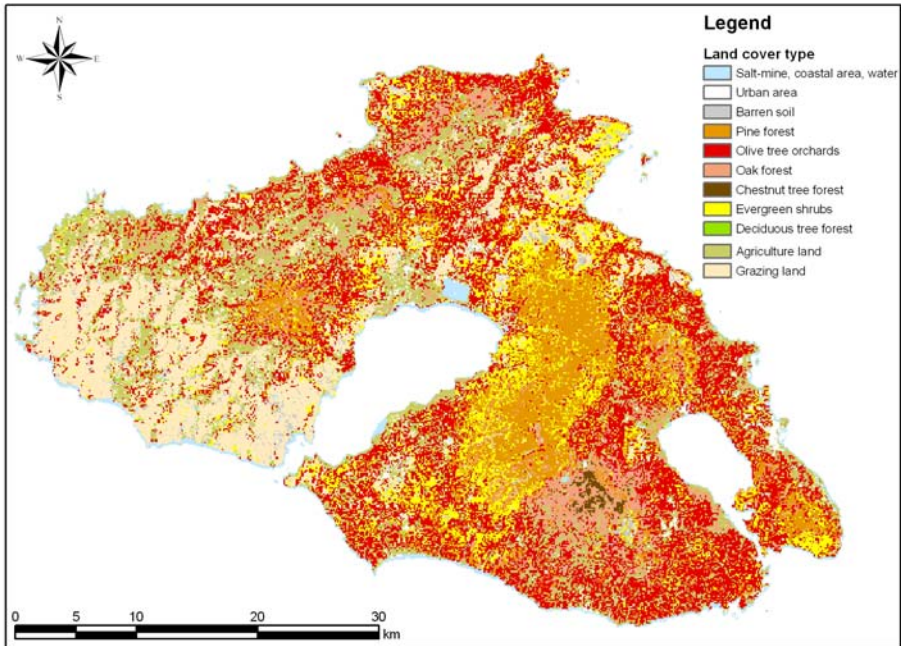 Legend
N
W E
S
Land cover type
Salt-mine, coastal area, water
Urban area
Barren soil
Pine forest
Olive tree orchards
Oak forest
Chestnut tree forest
Evergreen shrubs
Deciduous tree forest
Agriculture land
Grazing land
0 5 10 20 30
km